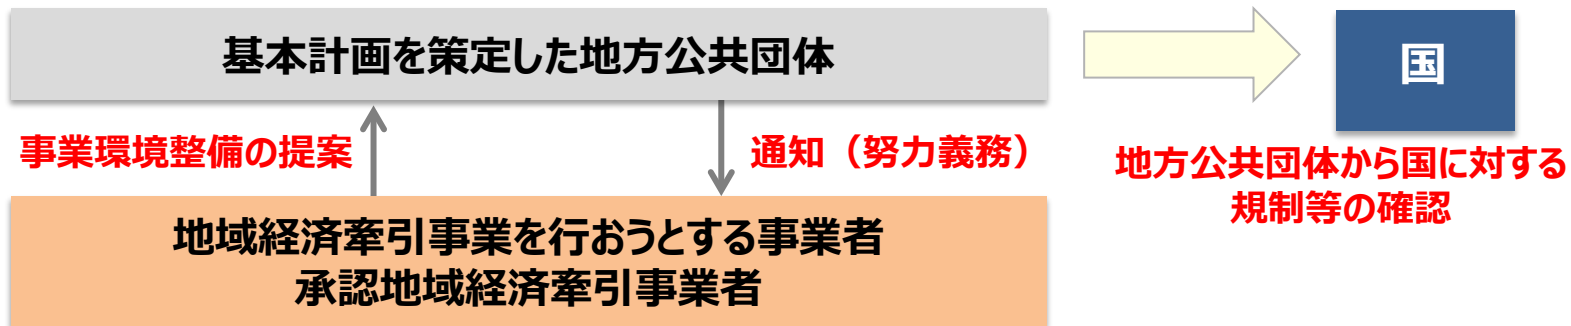 基本計画を策定した地方公共団体
国
事業環境整備の提案
通知（努力義務）
地方公共団体から国に対する
規制等の確認
地域経済牽引事業を行おうとする事業者
承認地域経済牽引事業者